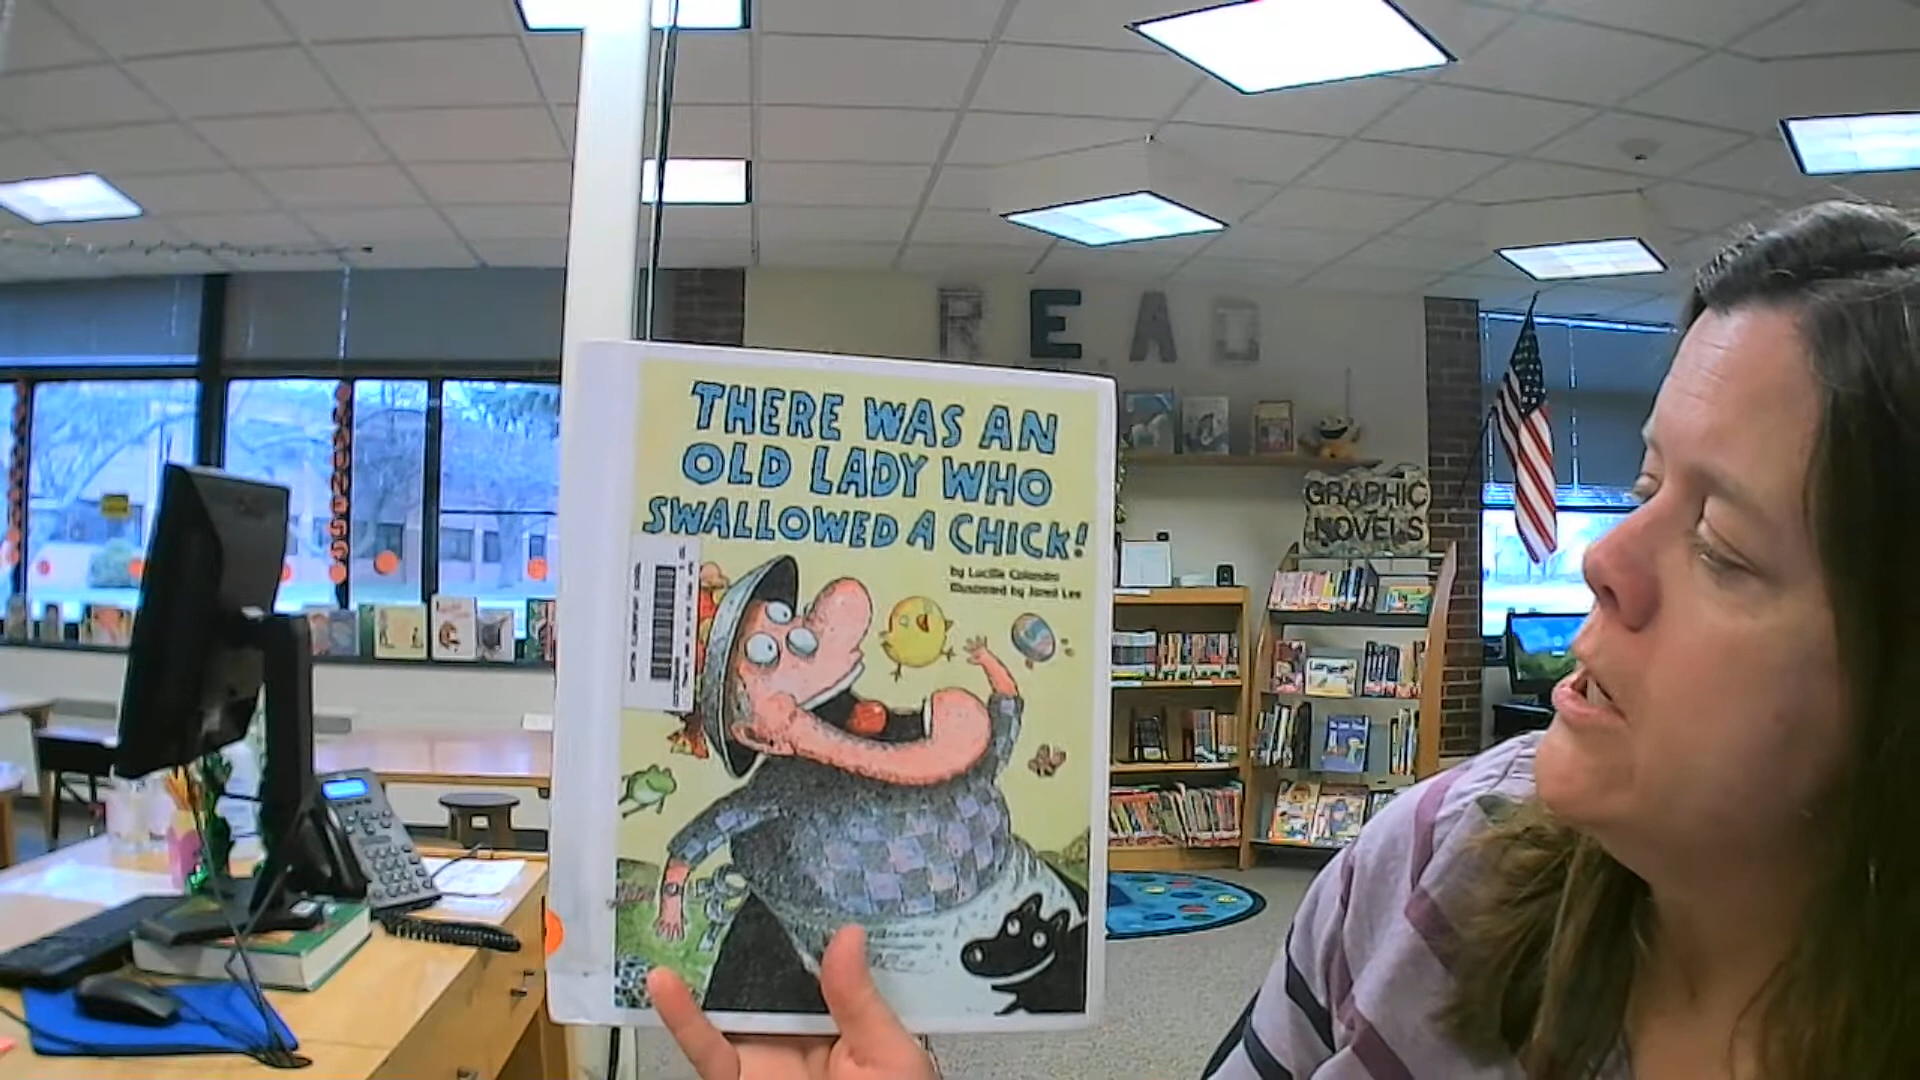 READ
THERE WAS AN
OLD LADY WHO
SWALLOWED A CHICK!
by Lucille Colandro
Illustrated by Jared Lee
GRAPHIC
NOVELS